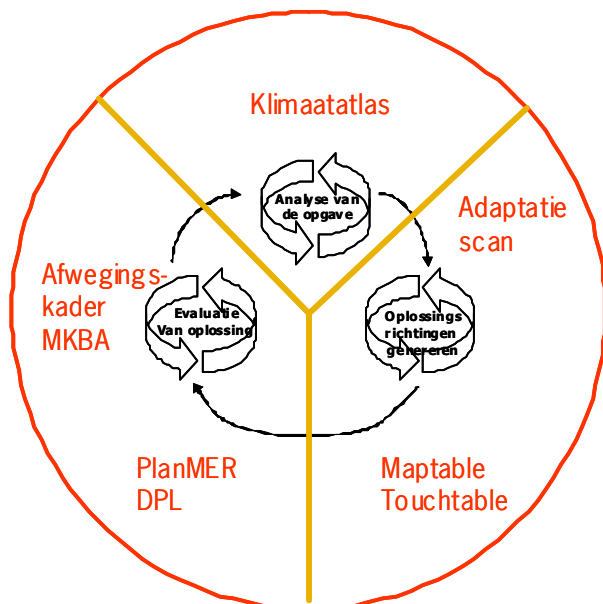 Klimaatatlas
Analyse van
de opgave
Adaptatie
scan
Afwegings-
kader
MKBA
Evaluatie
Van oplossing
Oplossings
richtingen
genereren
PlanMER
DPL
Maptable
Touchtable